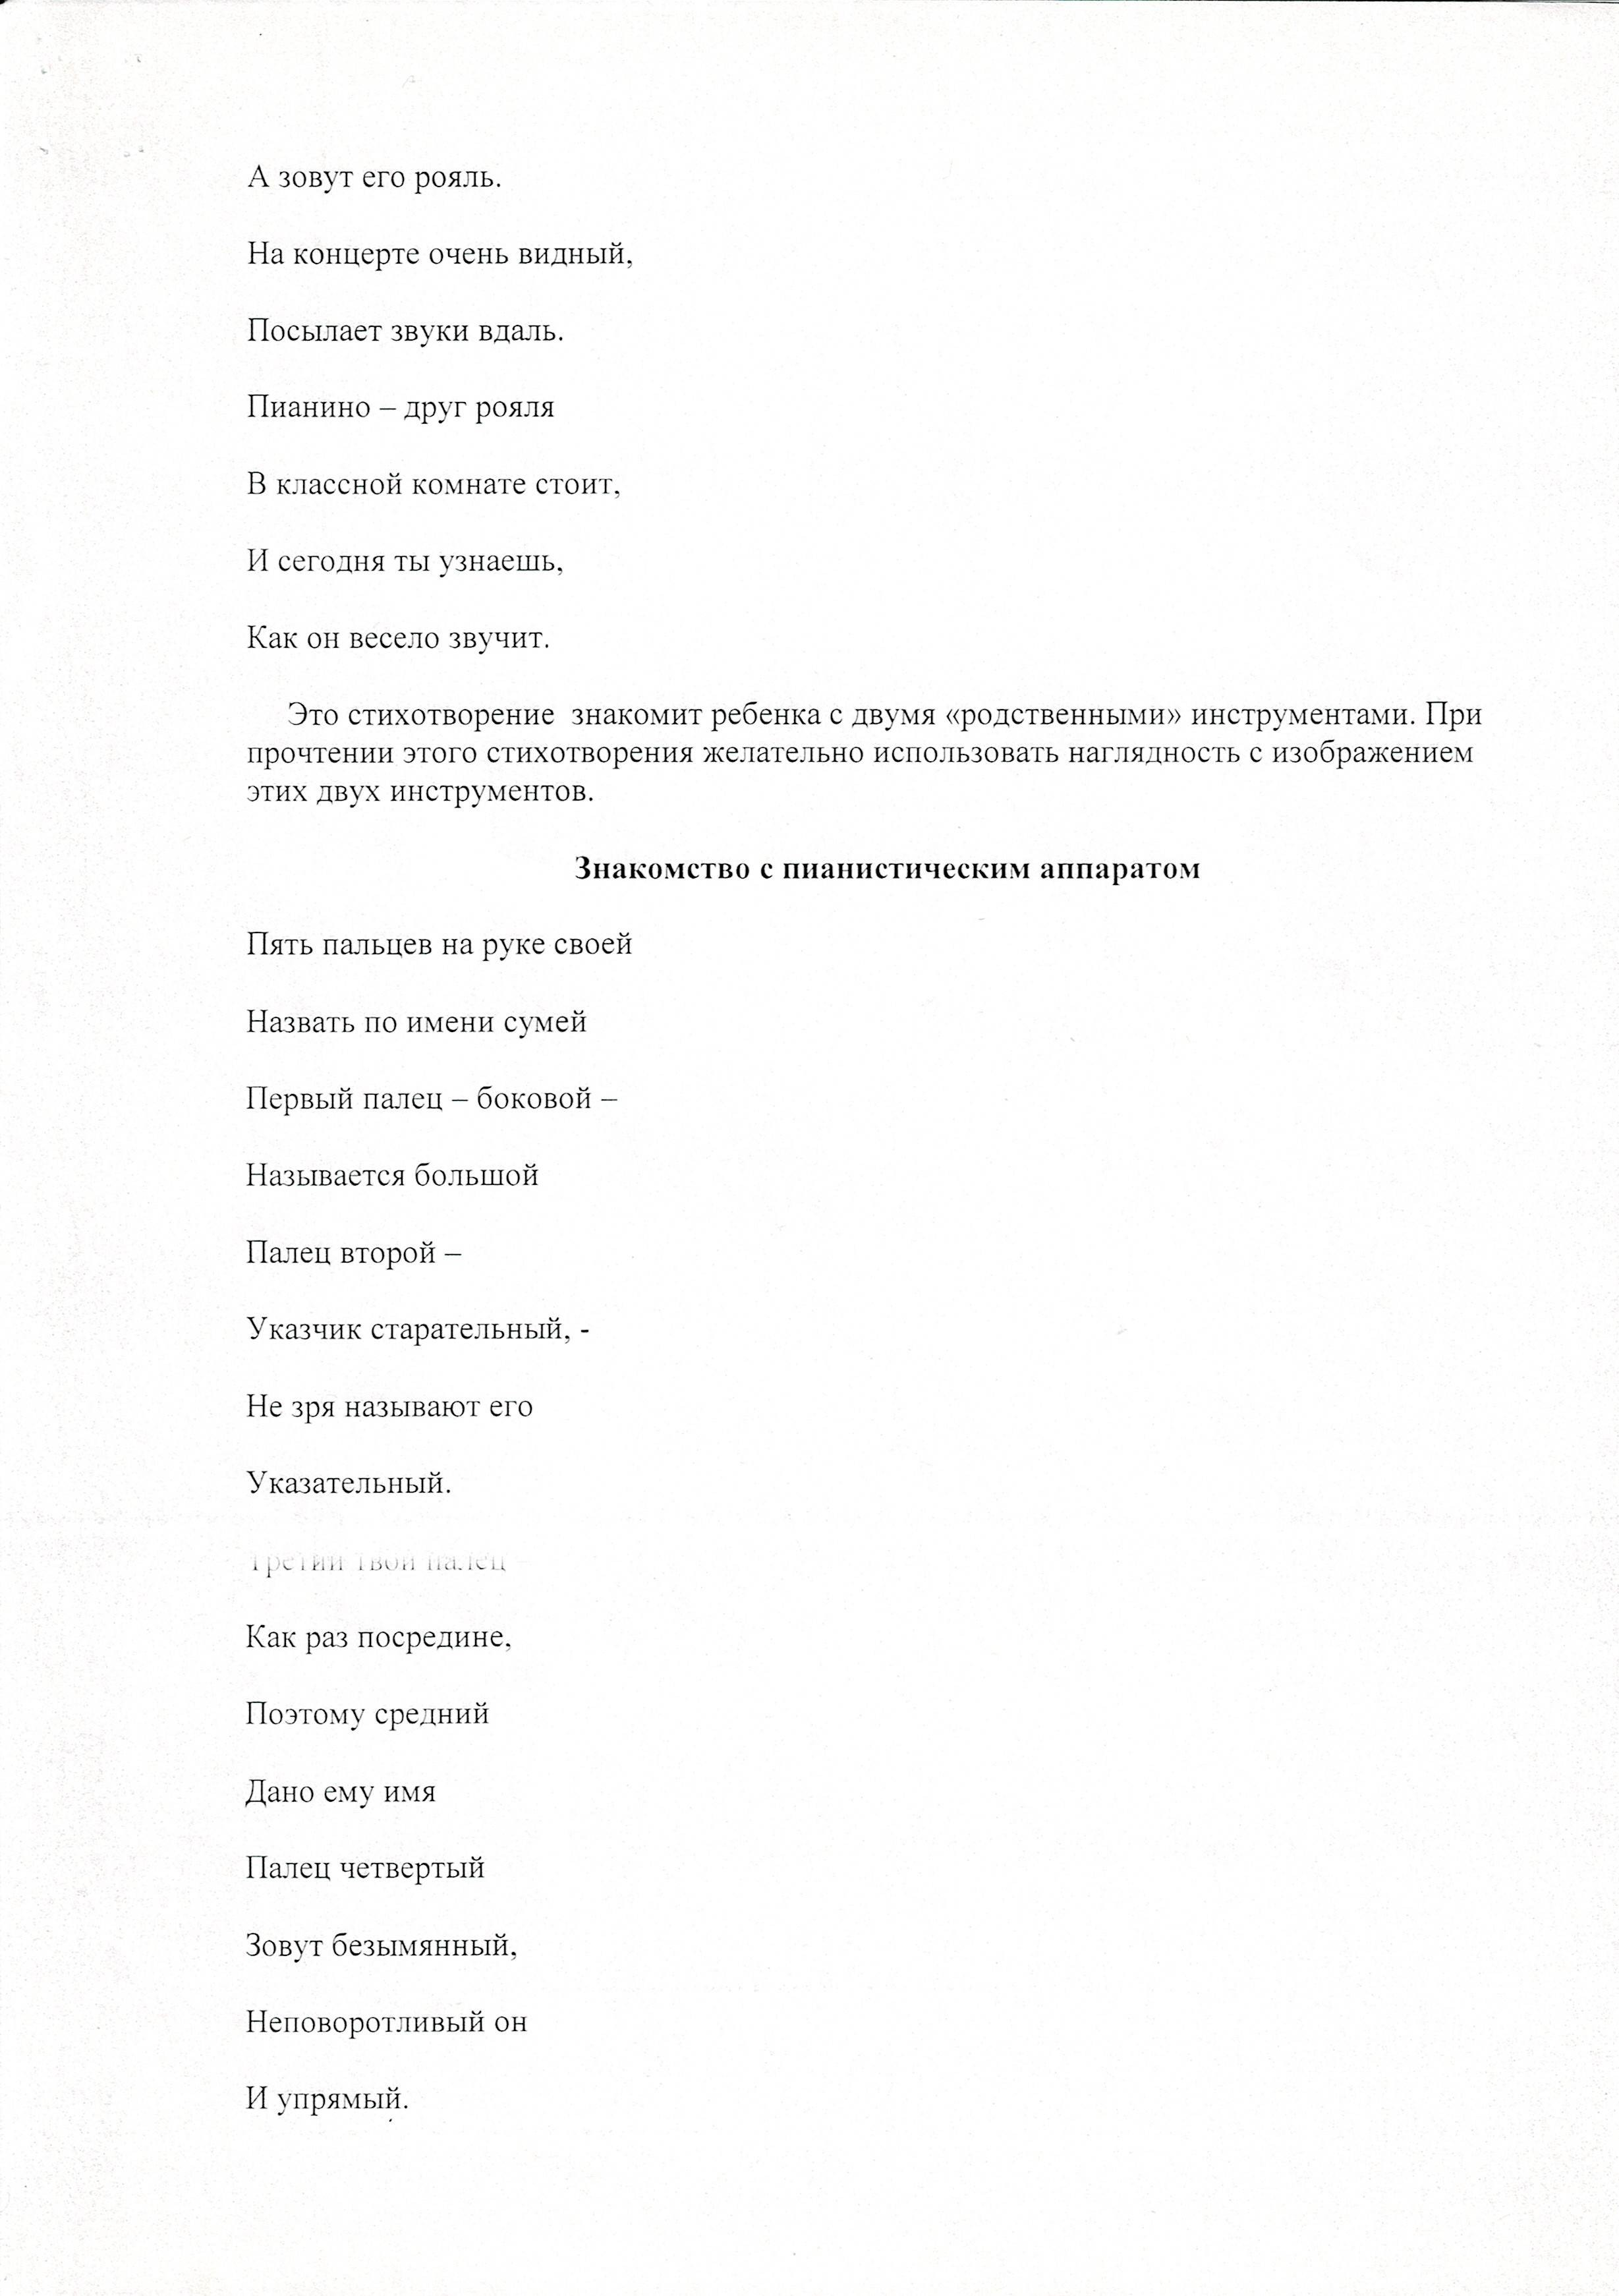 А зовут его рояль.
На концерте очень видный,
Посылает звуки вдаль.
Пианино – друг рояля
В классной комнате стоит,
И сегодня ты узнаешь,
Как он весело звучит.
Это стихотворение  знакомит ребенка с двумя «родственными» инструментами. При
прочтении этого стихотворения желательно использовать наглядность с изображением
этих двух инструментов.
Знакомство с пианистическим аппаратом
Пять пальцев на руке своей
Назвать по имени сумей
Первый палец – боковой –
Называется большой
Палец второй –
Указчик старательный, -
Не зря называют его
Указательный.
Третий твой палец
Как раз посредине,
Поэтому средний
Дано ему имя
Палец четвертый
Зовут безымянный,
Неповоротливый он
И упрямый.